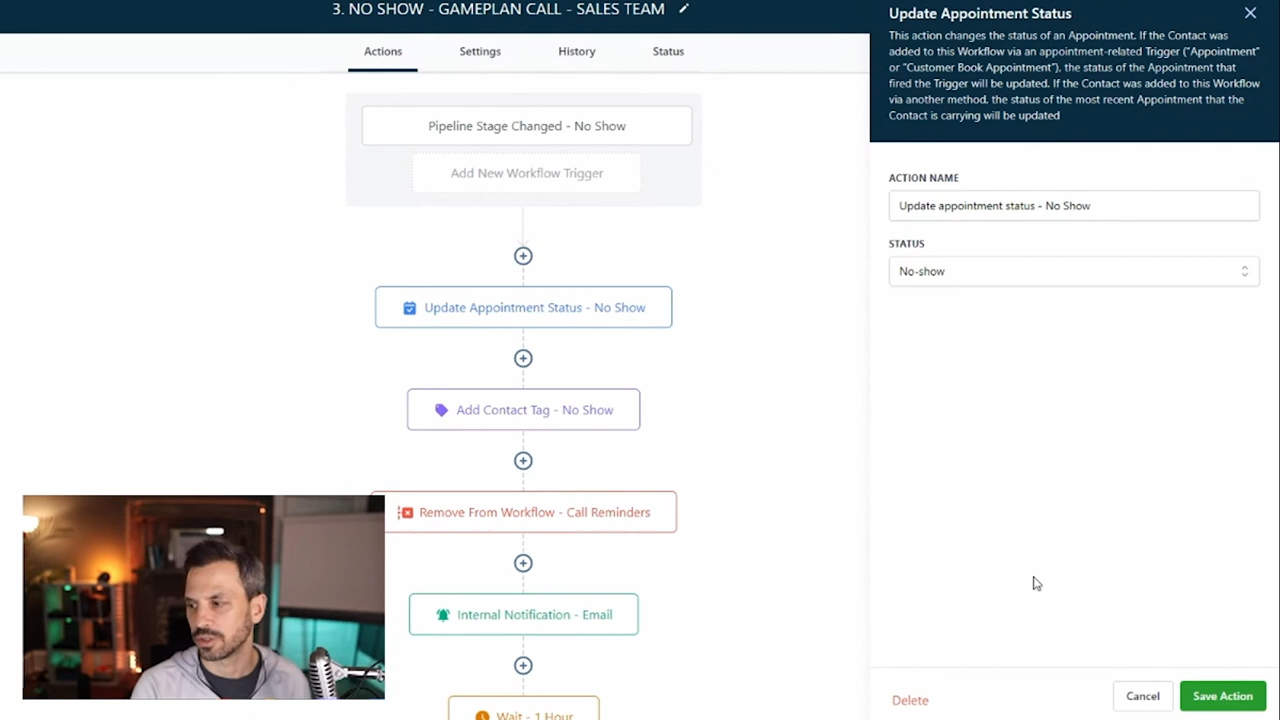 3. NO SHOW - GAMEPLAN CALL - SALES TEAM
Actions
Settings
History
Status
Pipeline Stage Changed - No Show
Add New Workflow Trigger
Update Appointment Status - No Show
Add Contact Tag - No Show
Remove From Workflow - Call Reminders
Internal Notification - Email
Wait - 1 Hour
Update Appointment Status
This action changes the status of an Appointment. If the Contact was
added to this Workflow via an appointment-related Trigger ("Appointment"
or "Customer Book Appointment"), the status of the Appointment that
fired the Trigger will be updated. If the Contact was added to this Workflow
via another method, the status of the most recent Appointment that the
Contact is carrying will be updated
ACTION NAME
Update appointment status - No Show
STATUS
No-show
Delete
Cancel
Save Action